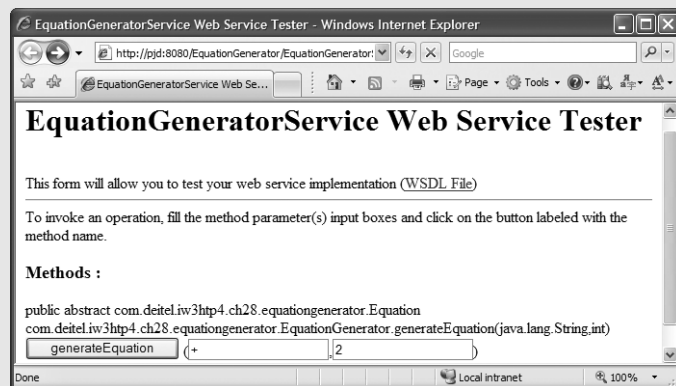 EquationGeneratorService Web Service Tester - Windows Internet Explorer
http://pjd:8080/EquationGenerator/EquationGenerator
Google
EquationGeneratorService Web Se...
Page
Tools
EquationGeneratorService Web Service Tester
This form will allow you to test your web service implementation (WSDL File)
To invoke an operation, fill the method parameter(s) input boxes and click on the button labeled with the
method name.
Methods :
public abstract com.deitel.iw3htp4.ch28.equationgenerator.Equation
com.deitel.iw3htp4.ch28.equationgenerator.EquationGenerator.generateEquation(java.lang.String,int)
generateEquation (+ ,2 )
Done
Local intranet
100%